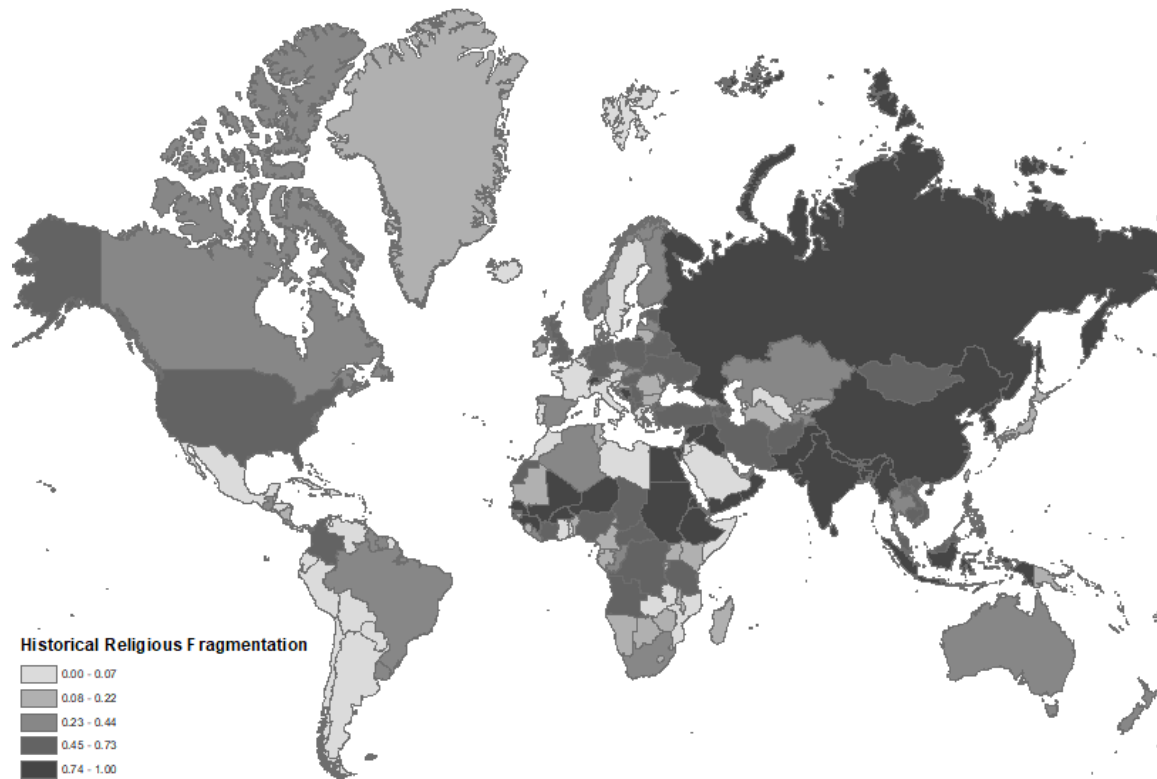 Historical Religious Fragmentation
0.00 - 0.07
0.08 - 0.22
0.23 - 0.44
0.45 - 0.73
0.74 - 1.00